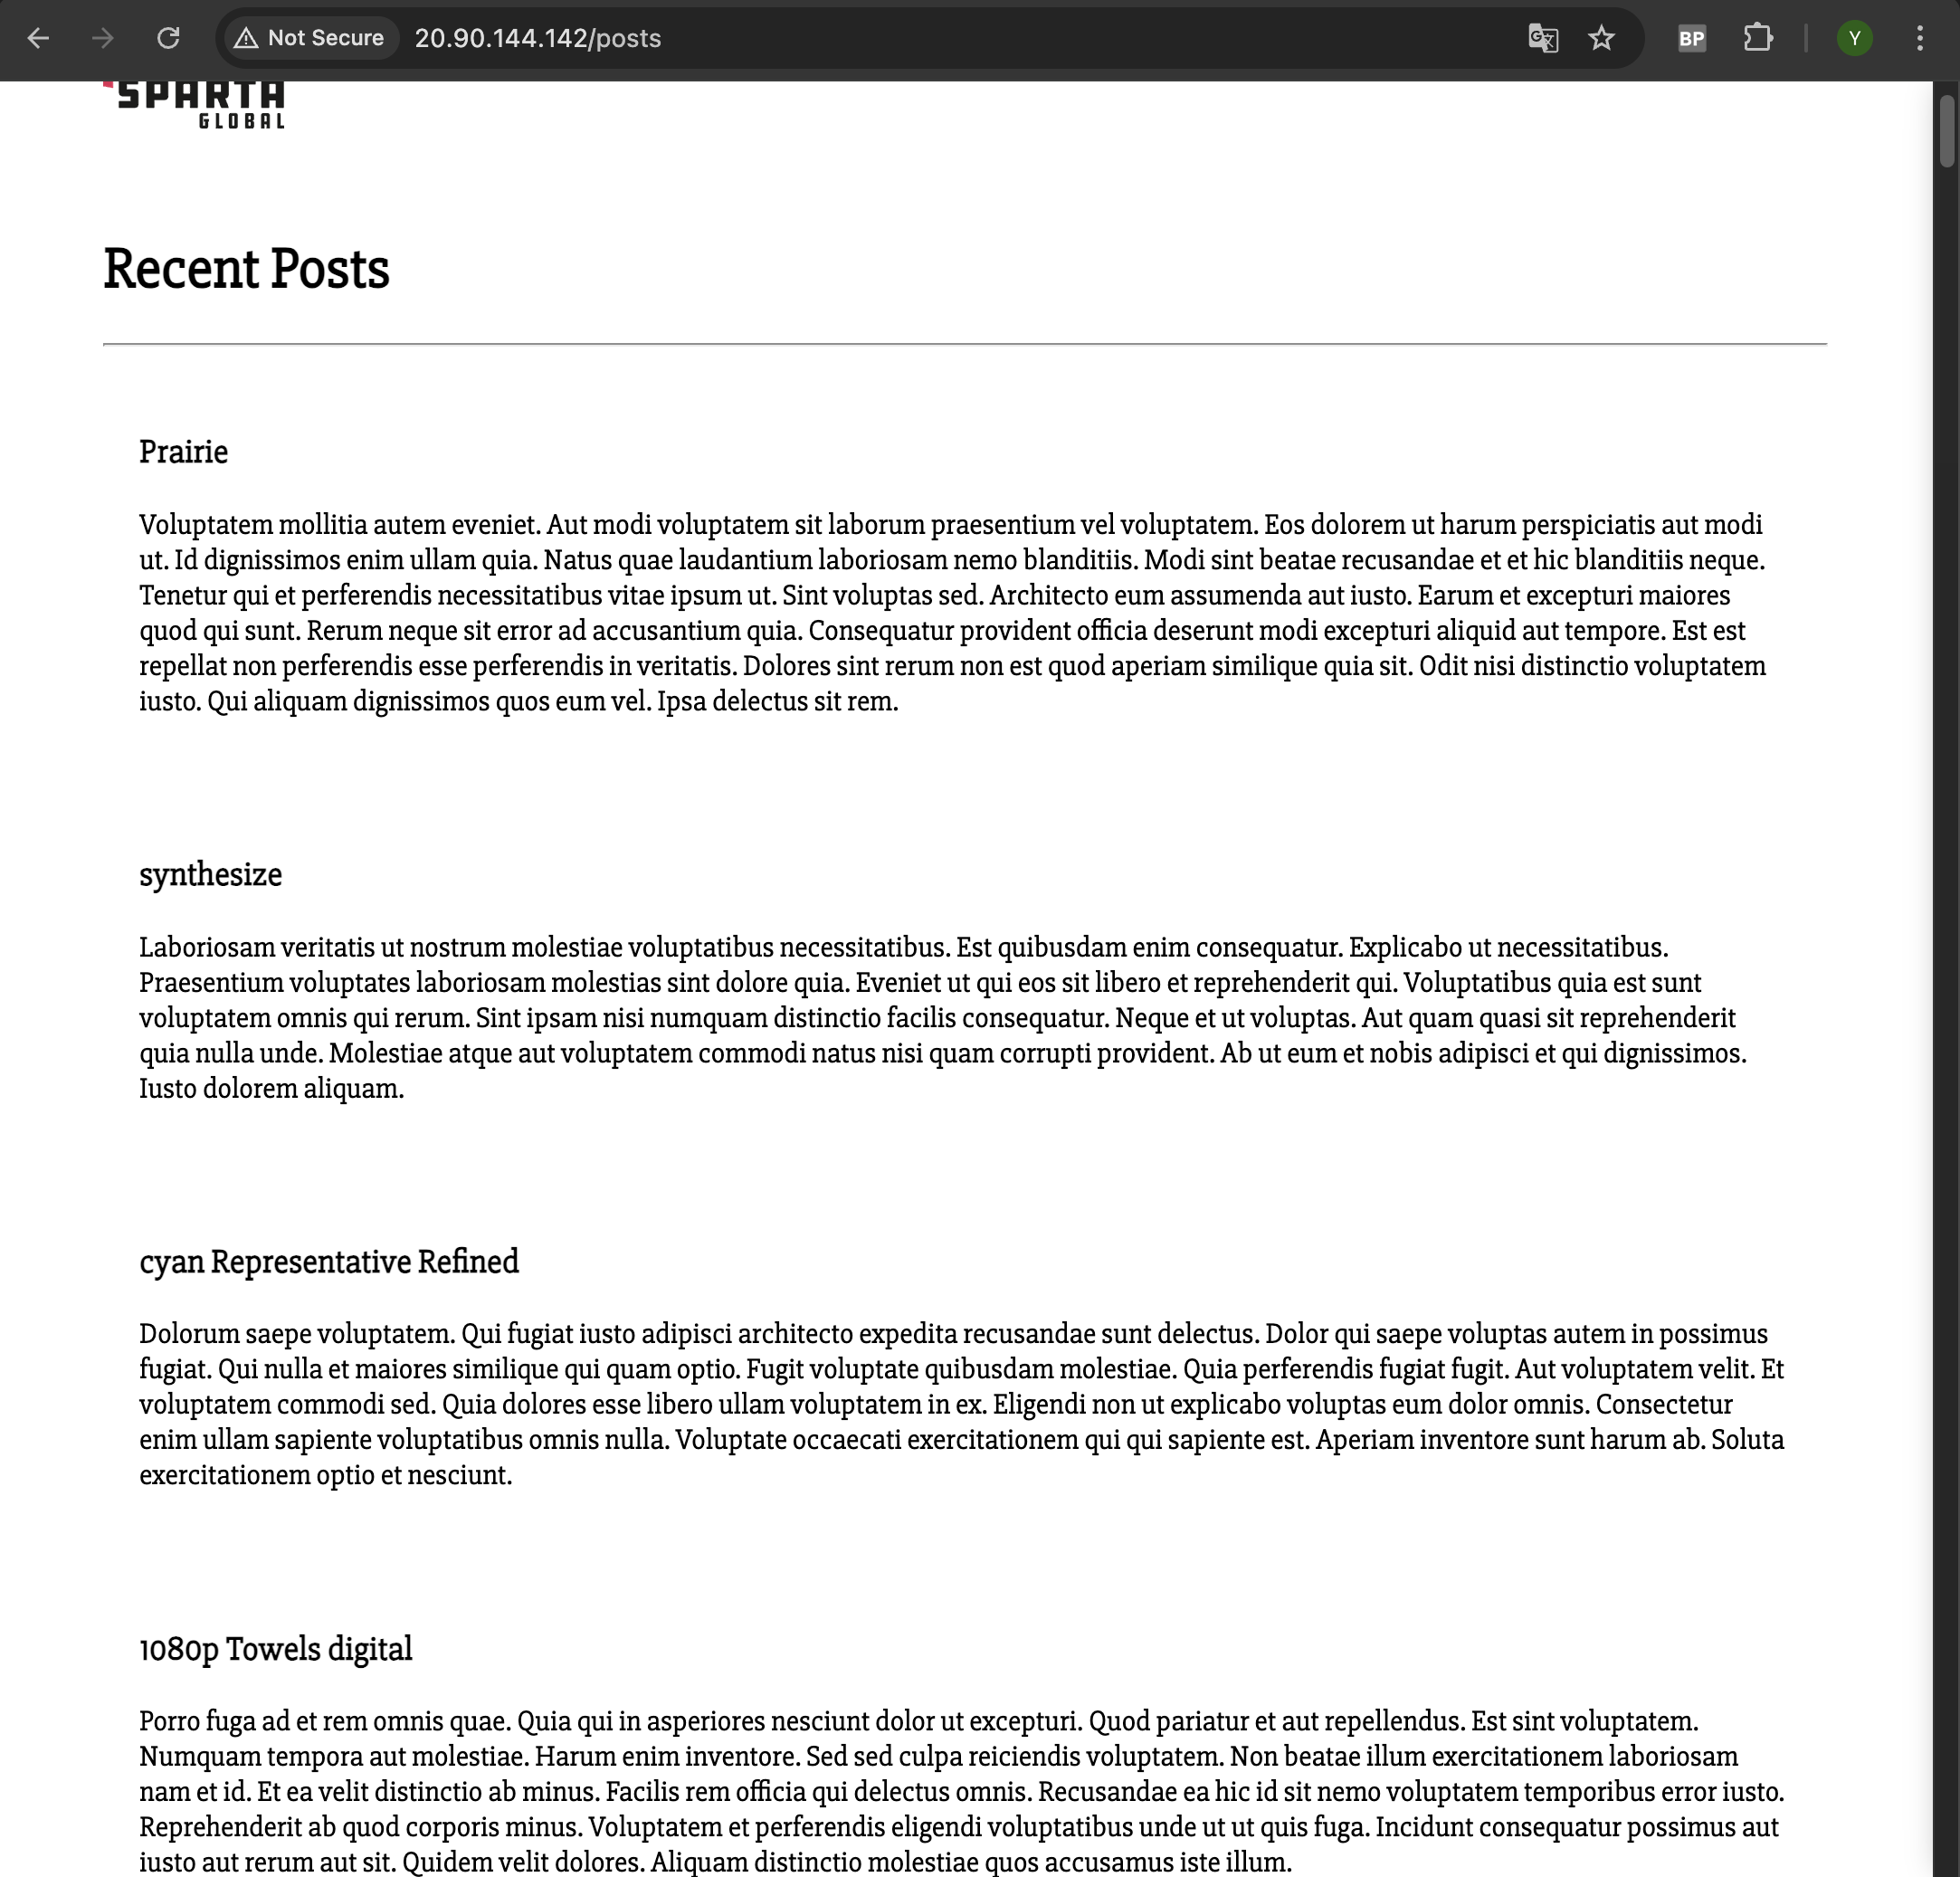 Not Secure
20.90.144.142/posts
BP
Y
SPARTA
GLOBAL
Recent Posts
Prairie
Voluptatem mollitia autem eveniet. Aut modi voluptatem sit laborum praesentium vel voluptatem. Eos dolorem ut harum perspiciatis aut modi
ut. Id dignissimos enim ullam quia. Natus quae laudantium laboriosam nemo blanditiis. Modi sint beatae recusandae et et hic blanditiis neque.
Tenetur qui et perferendis necessitatibus vitae ipsum ut. Sint voluptas sed. Architecto eum assumenda aut iusto. Earum et excepturi maiores
quod qui sunt. Rerum neque sit error ad accusantium quia. Consequatur provident officia deserunt modi excepturi aliquid aut tempore. Est est
repellat non perferendis esse perferendis in veritatis. Dolores sint rerum non est quod aperiam similique quia sit. Odit nisi distinctio voluptatem
iusto. Qui aliquam dignissimos quos eum vel. Ipsa delectus sit rem.
synthesize
Laboriosam veritatis ut nostrum molestiae voluptatibus necessitatibus. Est quibusdam enim consequatur. Explicabo ut necessitatibus.
Praesentium voluptates laboriosam molestias sint dolore quia. Eveniet ut qui eos sit libero et reprehenderit qui. Voluptatibus quia est sunt
voluptatem omnis qui rerum. Sint ipsam nisi numquam distinctio facilis consequatur. Neque et ut voluptas. Aut quam quasi sit reprehenderit
quia nulla unde. Molestiae atque aut voluptatem commodi natus nisi quam corrupti provident. Ab ut eum et nobis adipisci et qui dignissimos.
Iusto dolorem aliquam.
cyan Representative Refined
Dolorum saepe voluptatem. Qui fugiat iusto adipisci architecto expedita recusandae sunt delectus. Dolor qui saepe voluptas autem in possimus
fugiat. Qui nulla et maiores similique qui quam optio. Fugit voluptate quibusdam molestiae. Quia perferendis fugiat fugit. Aut voluptatem velit. Et
voluptatem commodi sed. Quia dolores esse libero ullam voluptatem in ex. Eligendi non ut explicabo voluptas eum dolor omnis. Consectetur
enim ullam sapiente voluptatibus omnis nulla. Voluptate occaecati exercitationem qui qui sapiente est. Aperiam inventore sunt harum ab. Soluta
exercitationem optio et nesciunt.
1080p Towels digital
Porro fuga ad et rem omnis quae. Quia qui in asperiores nesciunt dolor ut excepturi. Quod pariatur et aut repellendus. Est sint voluptatem.
Numquam tempora aut molestiae. Harum enim inventore. Sed sed culpa reiciendis voluptatem. Non beatae illum exercitationem laboriosam
nam et id. Et ea velit distinctio ab minus. Facilis rem officia qui delectus omnis. Recusandae ea hic id sit nemo voluptatem temporibus error iusto.
Reprehenderit ab quod corporis minus. Voluptatem et perferendis eligendi voluptatibus unde ut ut quis fuga. Incidunt consequatur possimus aut
iusto aut rerum aut sit. Quidem velit dolores. Aliquam distinctio molestiae quos accusamus iste illum.